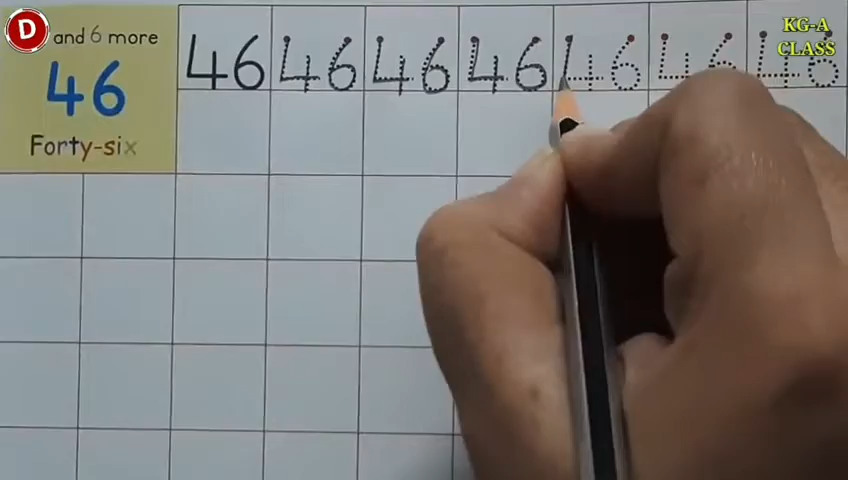 D
and 6 more
46
Forty-six
46 46 46 46 46 46 46
KG-A
CLASS